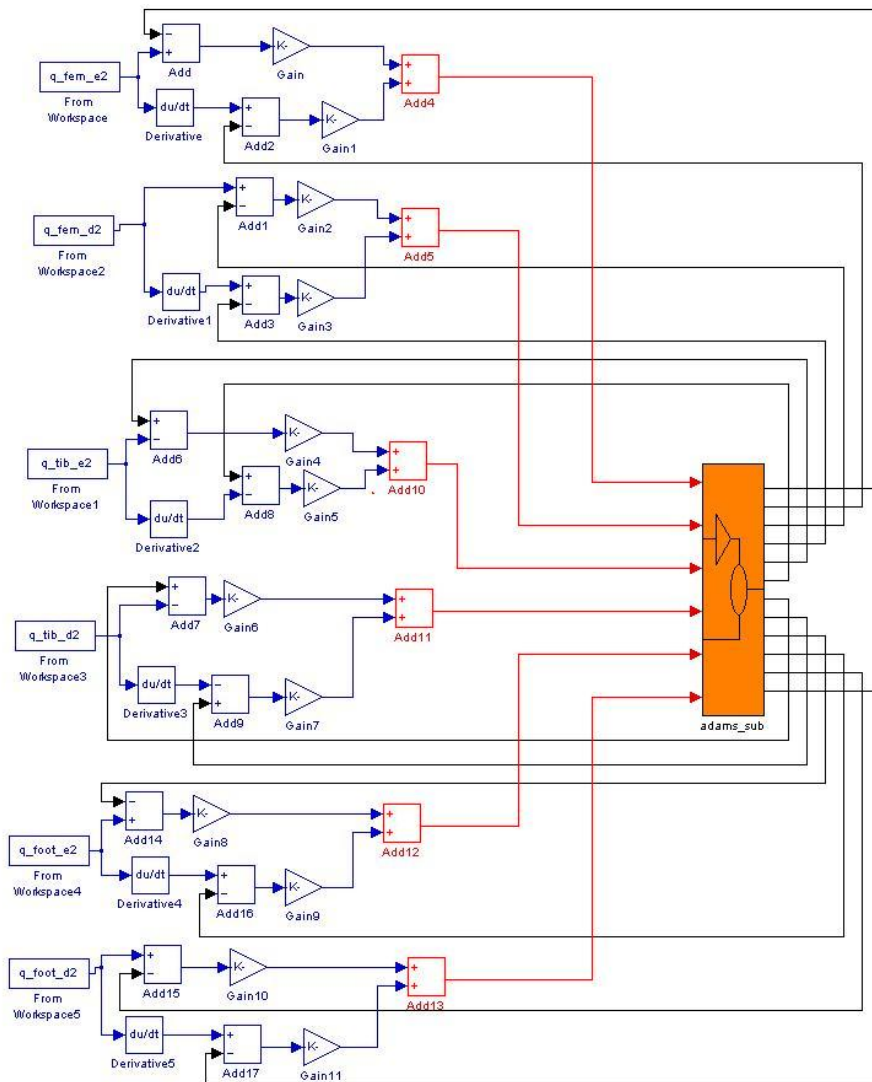 q_fem_e2
From
Workspace
Add
K-
Gain
du/dt
Derivative
Add2
K-
Gain1
Add4
q_fem_d2
From
Workspace2
Add1
K-
Gain2
du/dt
Derivative1
Add3
K-
Gain3
Add5
q_tib_e2
From
Workspace1
Add6
K-
Gain4
du/dt
Derivative2
Add8
K-
Gain5
Add10
q_tib_d2
From
Workspace3
Add7
K-
Gain6
du/dt
Derivative3
Add9
K-
Gain7
Add11
adams_sub
q_foot_e2
From
Workspace4
Add14
K-
Gain8
du/dt
Derivative4
Add16
K-
Gain9
Add12
q_foot_d2
From
Workspace5
Add15
K-
Gain10
du/dt
Derivative5
Add17
K-
Gain11
Add13